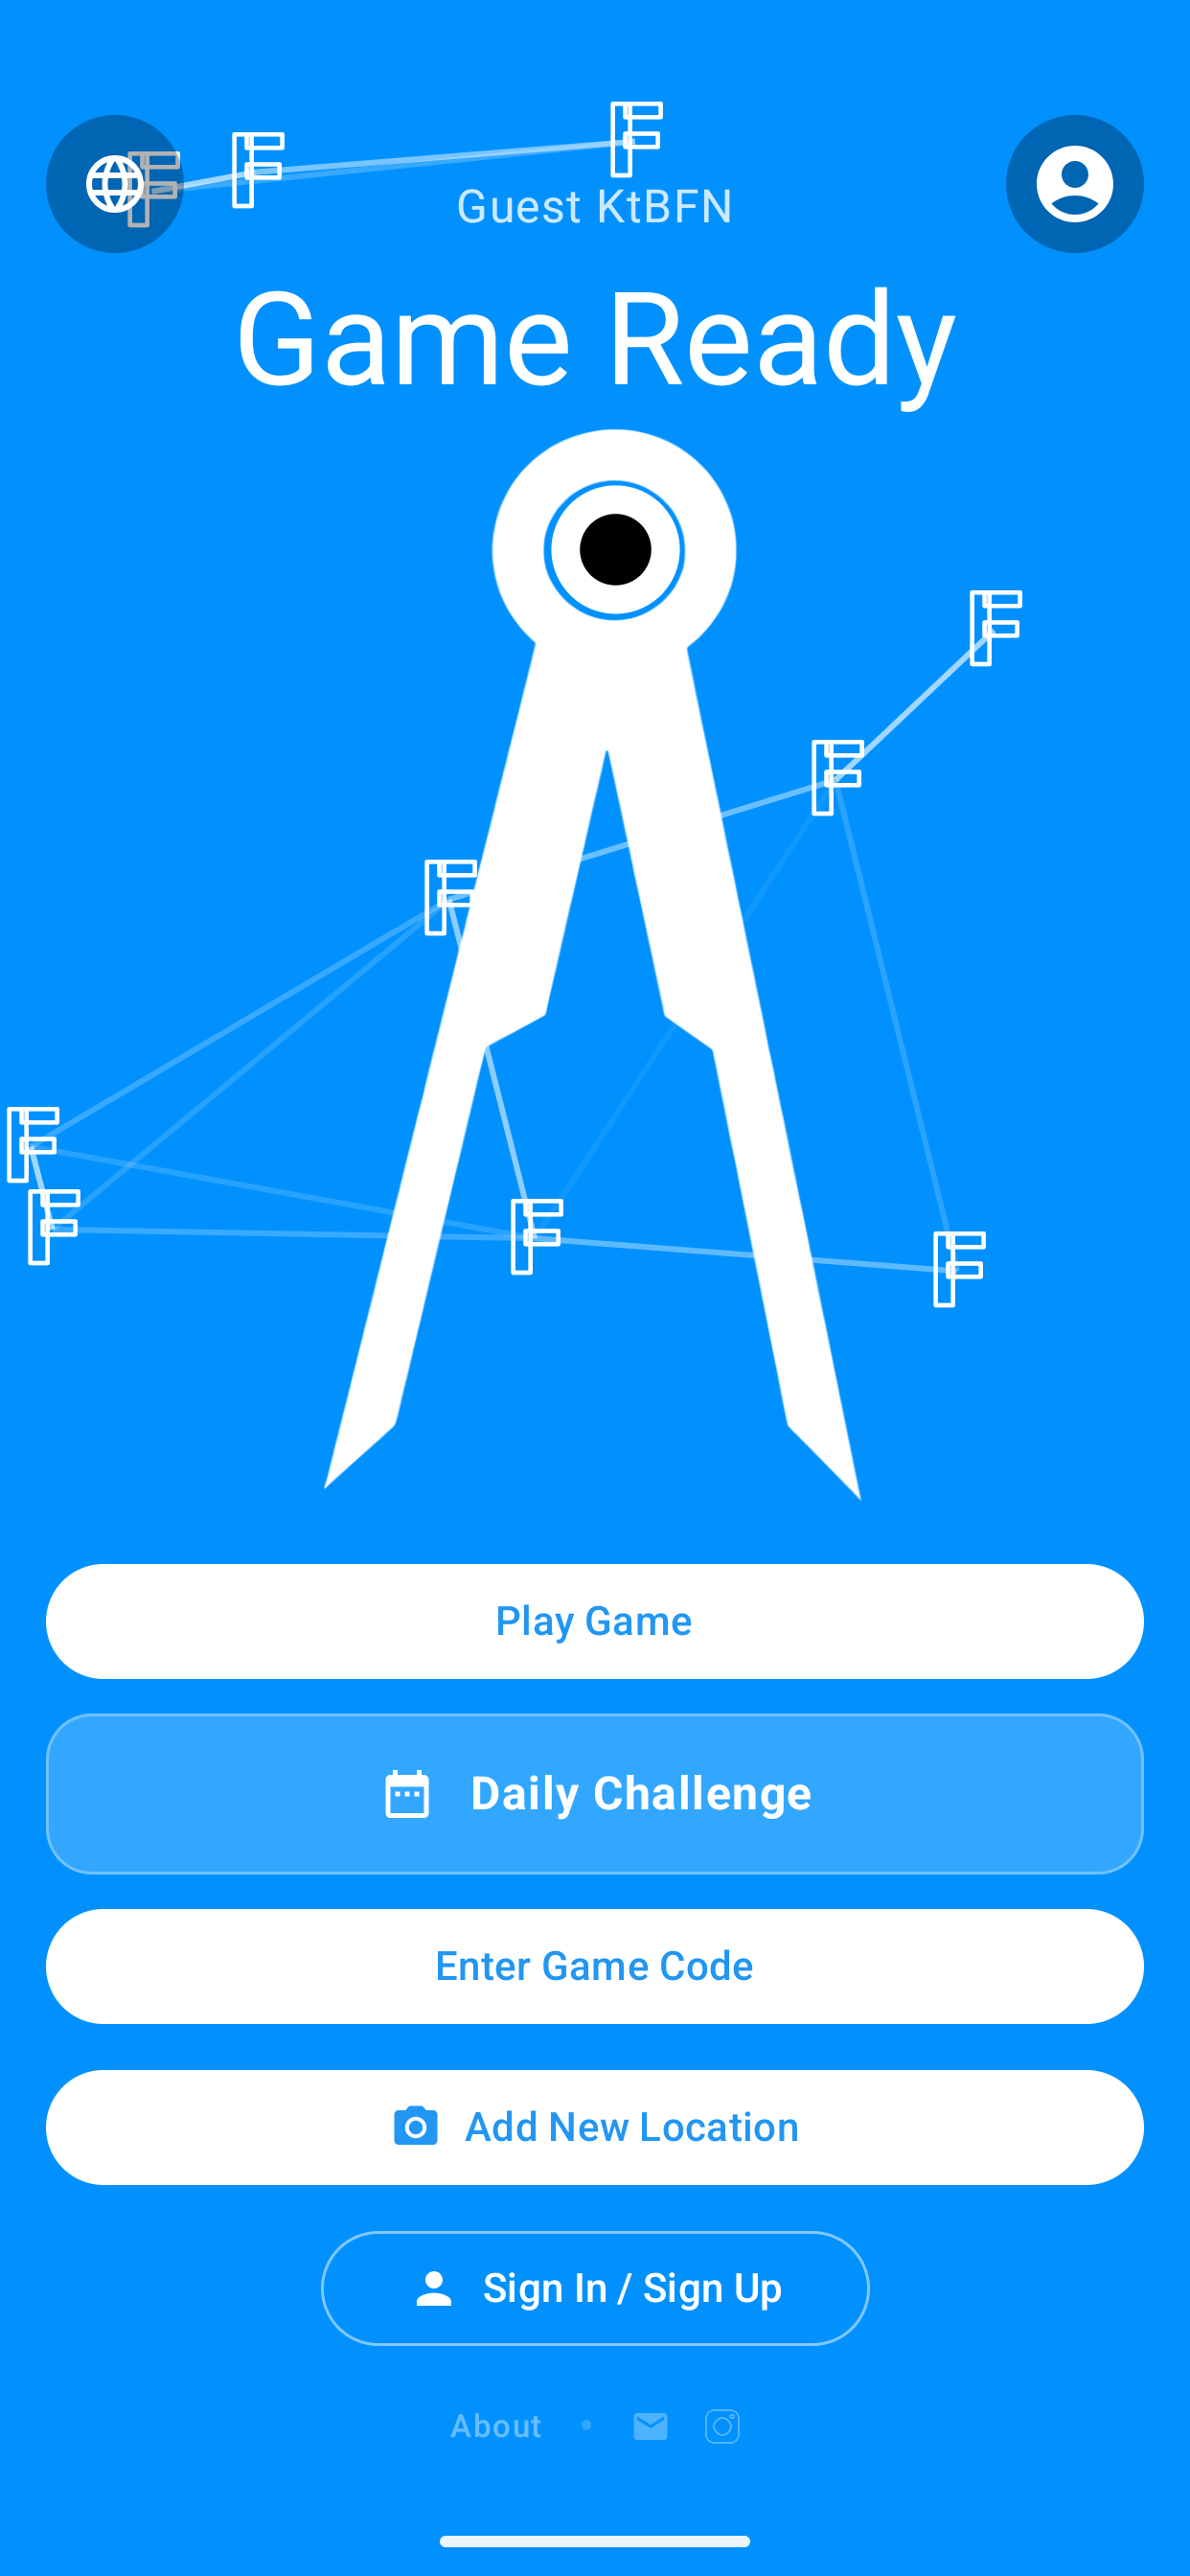 Guest KtBFN
Game Ready
Play Game
Daily Challenge
Enter Game Code
Add New Location
Sign In / Sign Up
About